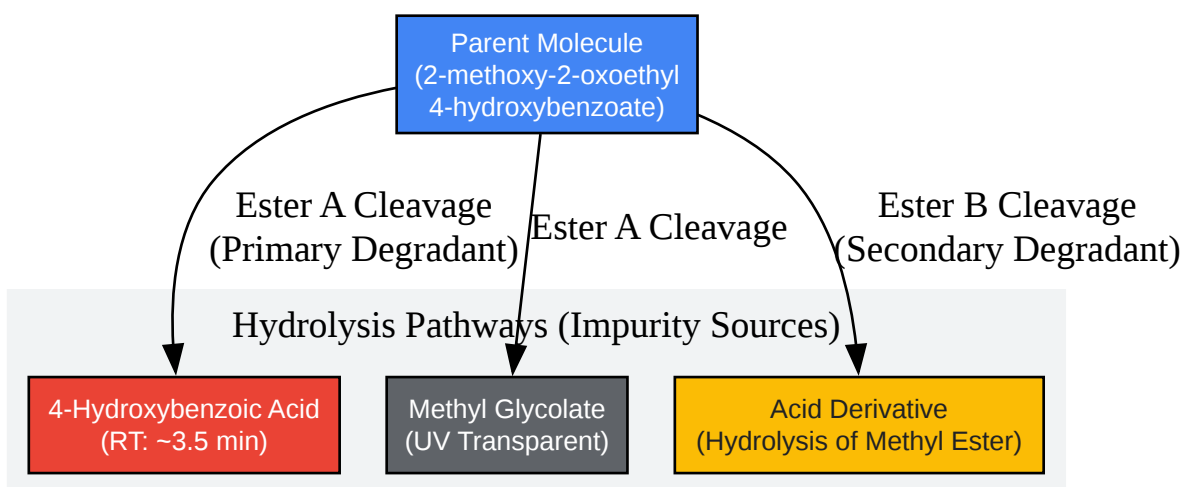 Parent Molecule
(2-methoxy-2-oxoethyl
4-hydroxybenzoate)
Ester A Cleavage
(Primary Degradant)
Ester A Cleavage
Ester B Cleavage
(Secondary Degradant)
Hydrolysis Pathways (Impurity Sources)
4-Hydroxybenzoic Acid
(RT: ~3.5 min)
Methyl Glycolate
(UV Transparent)
Acid Derivative
(Hydrolysis of Methyl Ester)